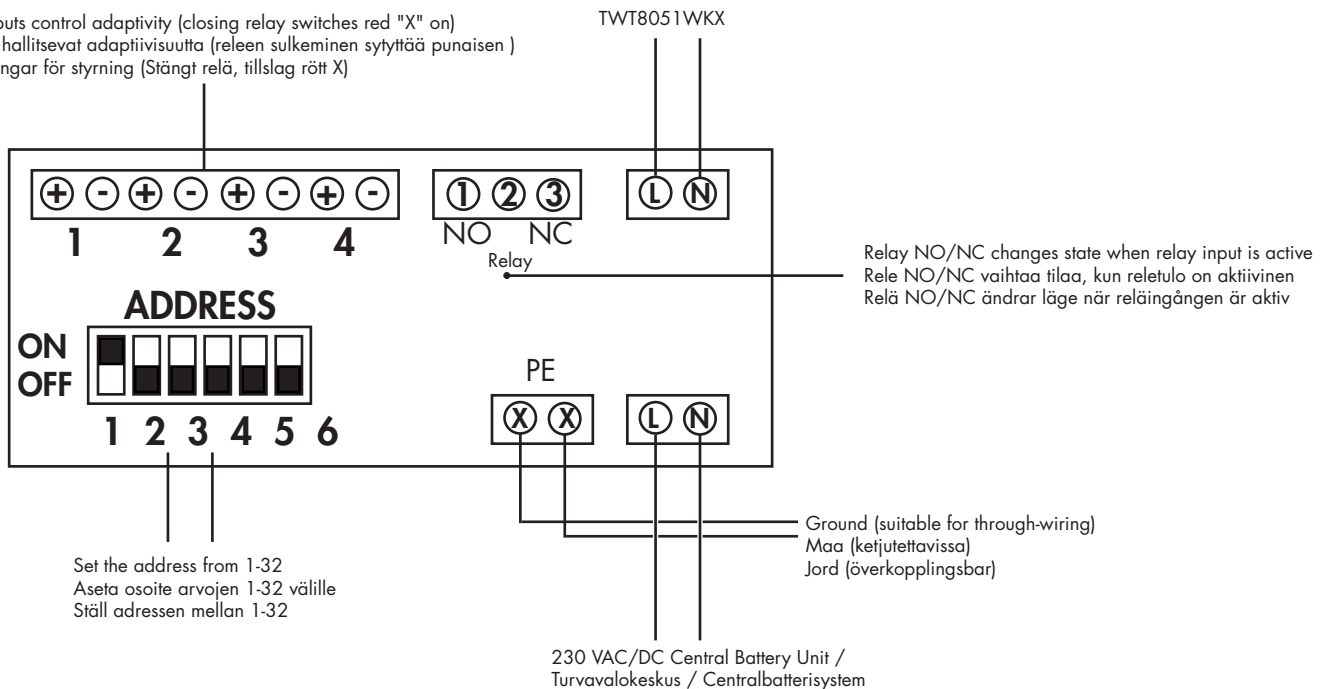 control adaptivity (closing relay switches red "X" on)
hallitsevat adaptiivisuutta (releen sulkeminen sytyttää punaisen )
för styrning (Stängt relä, tillslag rött X)
TWT8051WKX
+ - + - + - + -
1 2 3 4
1 2 3
NO NC
Relay
L N
Relay NO/NC changes state when relay input is active
Rele NO/NC vaihtaa tilaa, kun reletulo on aktiivinen
Relä NO/NC ändrar läge när reläingången är aktiv
ADDRESS
ON
OFF
1 2 3 4 5 6
PE
X X
L N
Ground (suitable for through-wiring)
Maa (ketjutettavissa)
Jord (överkopplingsbar)
Set the address from 1-32
Aseta osoite arvojen 1-32 välille
Ställ adressen mellan 1-32
230 VAC/DC Central Battery Unit /
Turvavalokeskus / Centralbatterisystem